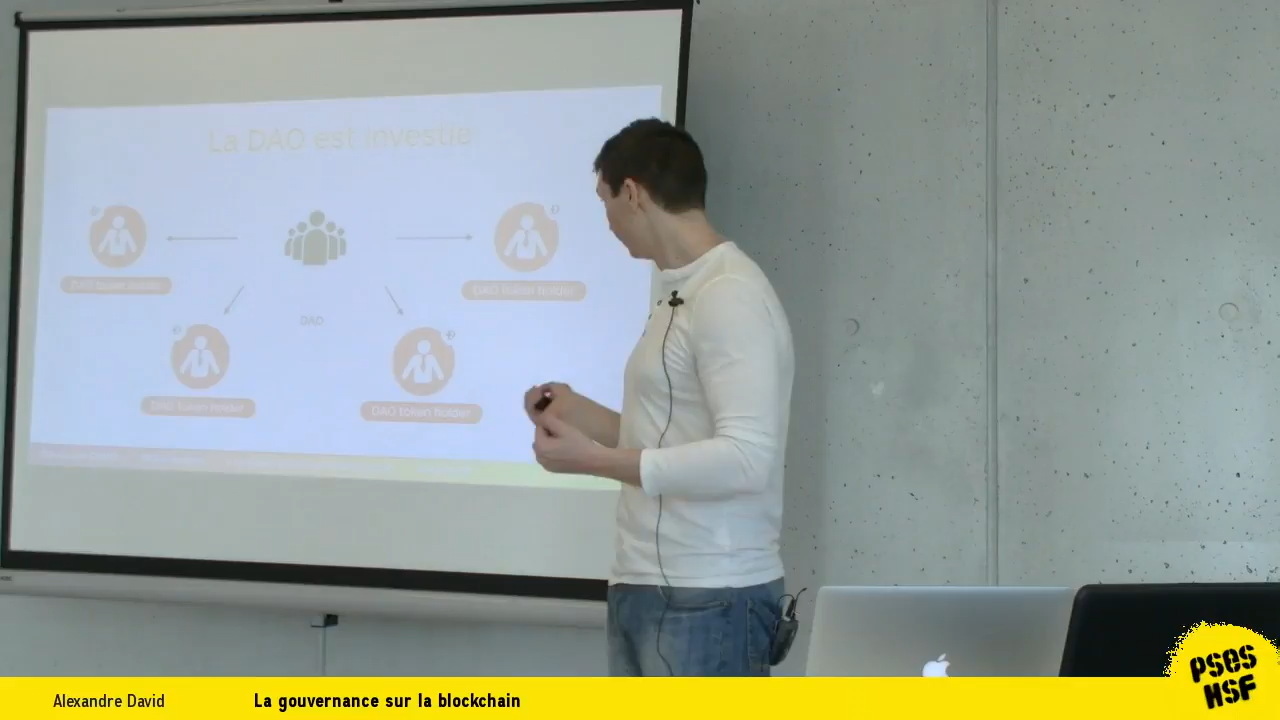 La DAO est investie
DAO token holder
DAO token holder
DAO
DAO token holder
DAO token holder
Alexandre David
La gouvernance sur la blockchain
PSES
HSF